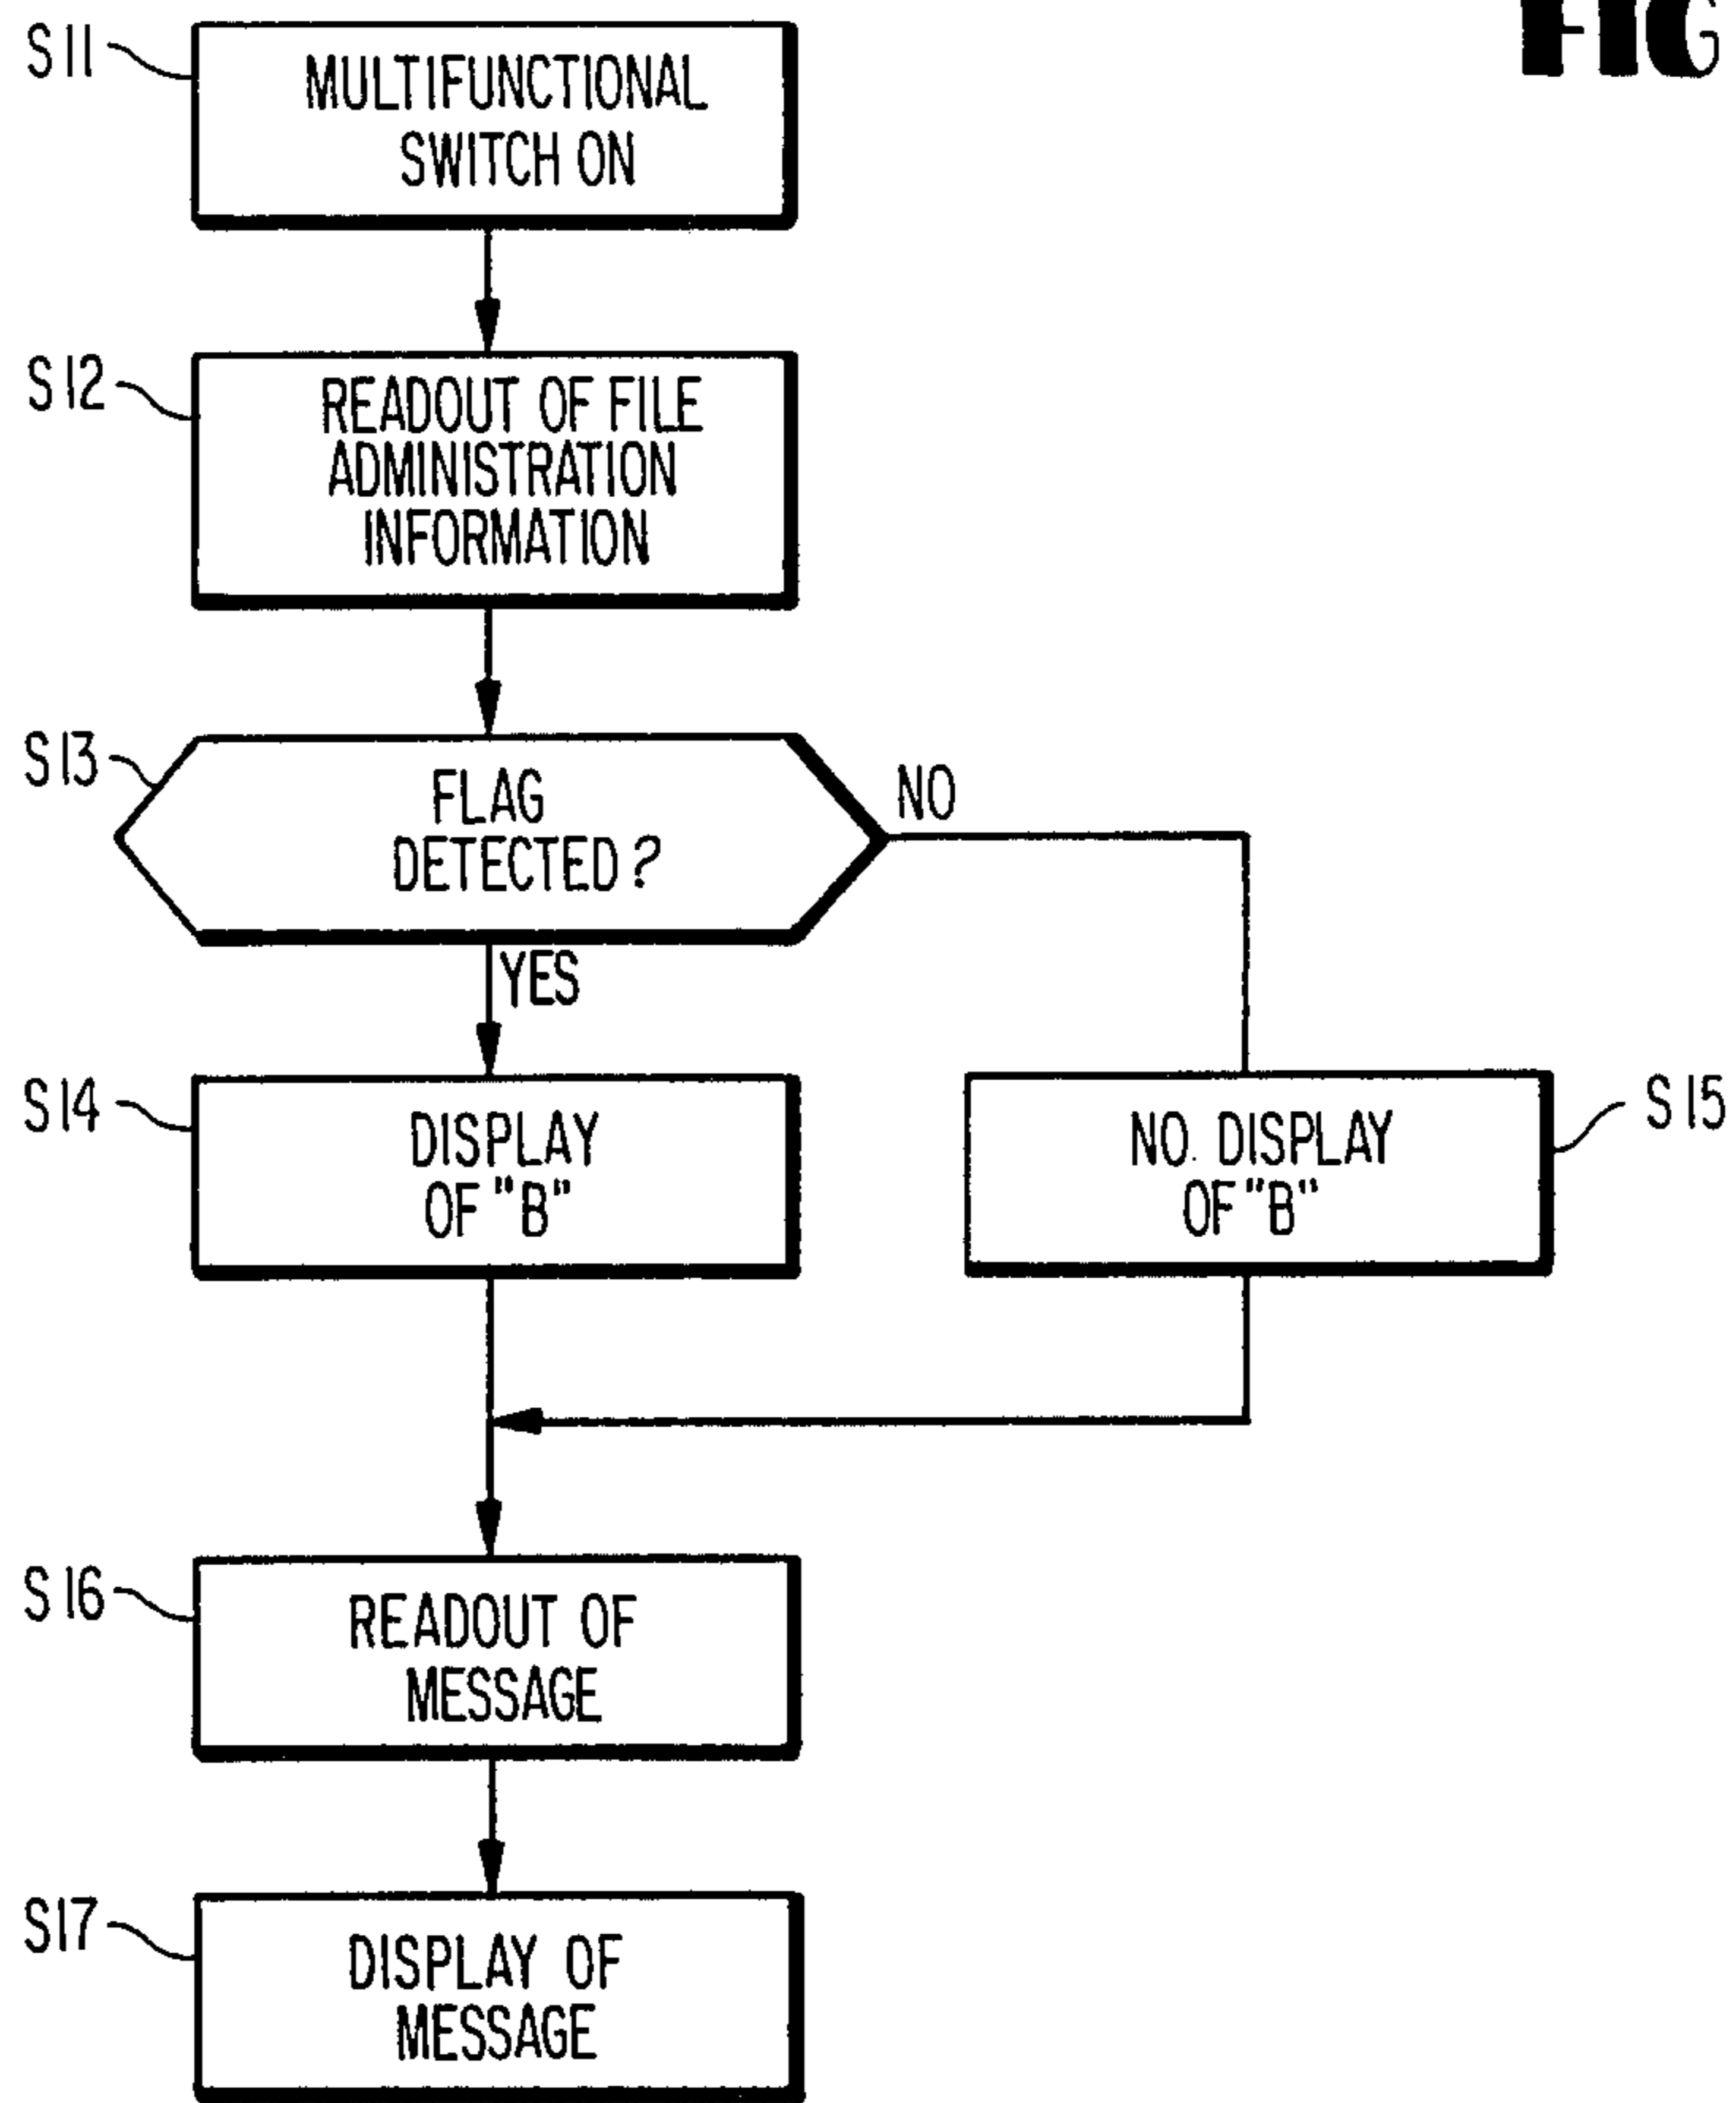 FIG
S11
MULTIFUNCTIONAL
SWITCH ON
S12
READOUT OF FILE
ADMINISTRATION
INFORMATION
S13
FLAG
DETECTED?
NO
YES
S14
DISPLAY
OF "B"
NO. DISPLAY
OF "B"
S15
S16
READOUT OF
MESSAGE
S17
DISPLAY OF
MESSAGE